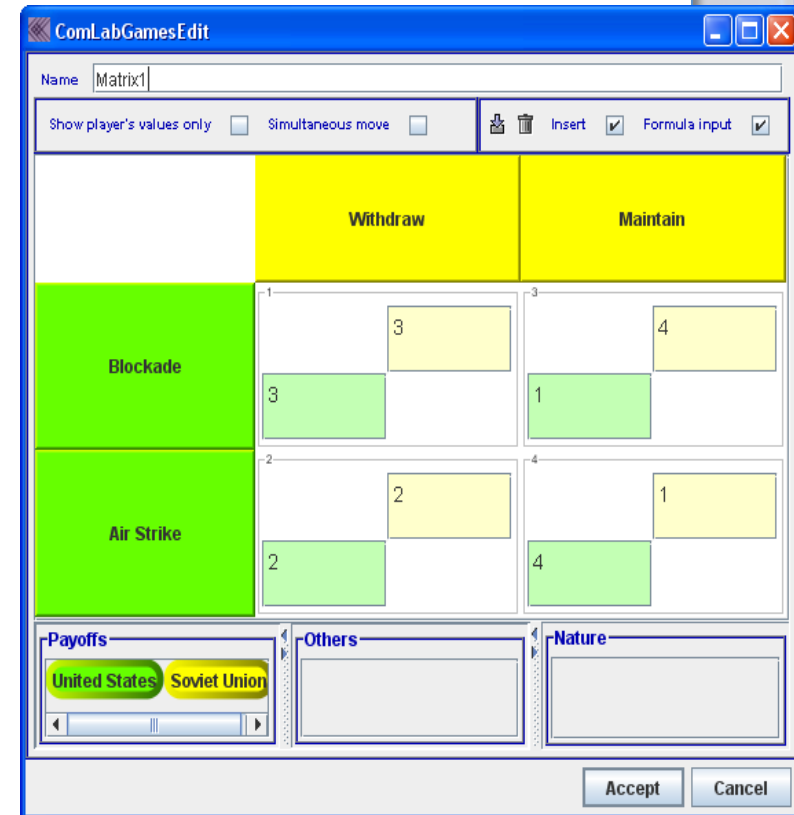 ComLabGamesEdit
Name Matrix1
Show player's values only Simultaneous move Insert Formula input
Withdraw Maintain
1 3
3 4
Blockade
3 1
2 4
2 1
Air Strike
2 4
Payoffs Others Nature
United States Soviet Union
Accept Cancel